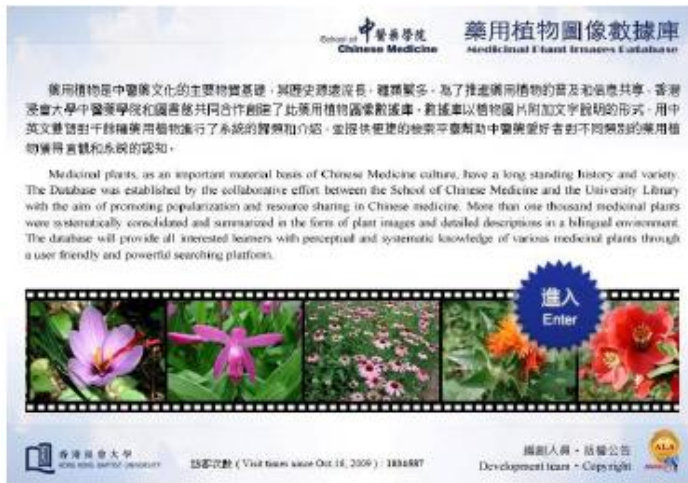 School of 中醫藥學院
Chinese Medicine
藥用植物圖像數據庫
Medicinal Plant Images Database
藥用植物是中醫藥文化的主要物質基礎，其歷史源遠流長，種類繁多。為了推進藥用植物的普及和信息共享，香港
浸會大學中醫藥學院和圖書館共同合作創建了此藥用植物圖像數據庫。數據庫以植物圖片附加文字說明的形式，用中
英文雙語對千餘種藥用植物進行了系統的歸類和介紹，並提供便捷的檢索平臺幫助中醫藥愛好者對不同類別的藥用植
物獲得直觀和系統的認知。
Medicinal plants, as an important material basis of Chinese Medicine culture, have a long standing history and variety.
The Database was established by the collaborative effort between the School of Chinese Medicine and the University Library
with the aim of promoting popularization and resource sharing in Chinese medicine. More than one thousand medicinal plants
were systematically consolidated and summarized in the form of plant images and detailed descriptions in a bilingual environment.
The database will provide all interested learners with perceptual and systematic knowledge of various medicinal plants through
a user friendly and powerful searching platform.
進入
Enter
香港浸會大學
HONG KONG BAPTIST UNIVERSITY
訪客次數 ( Visit times since Oct 16, 2009 ) :
編創人員・版權公告
Development team・Copyright
ALA